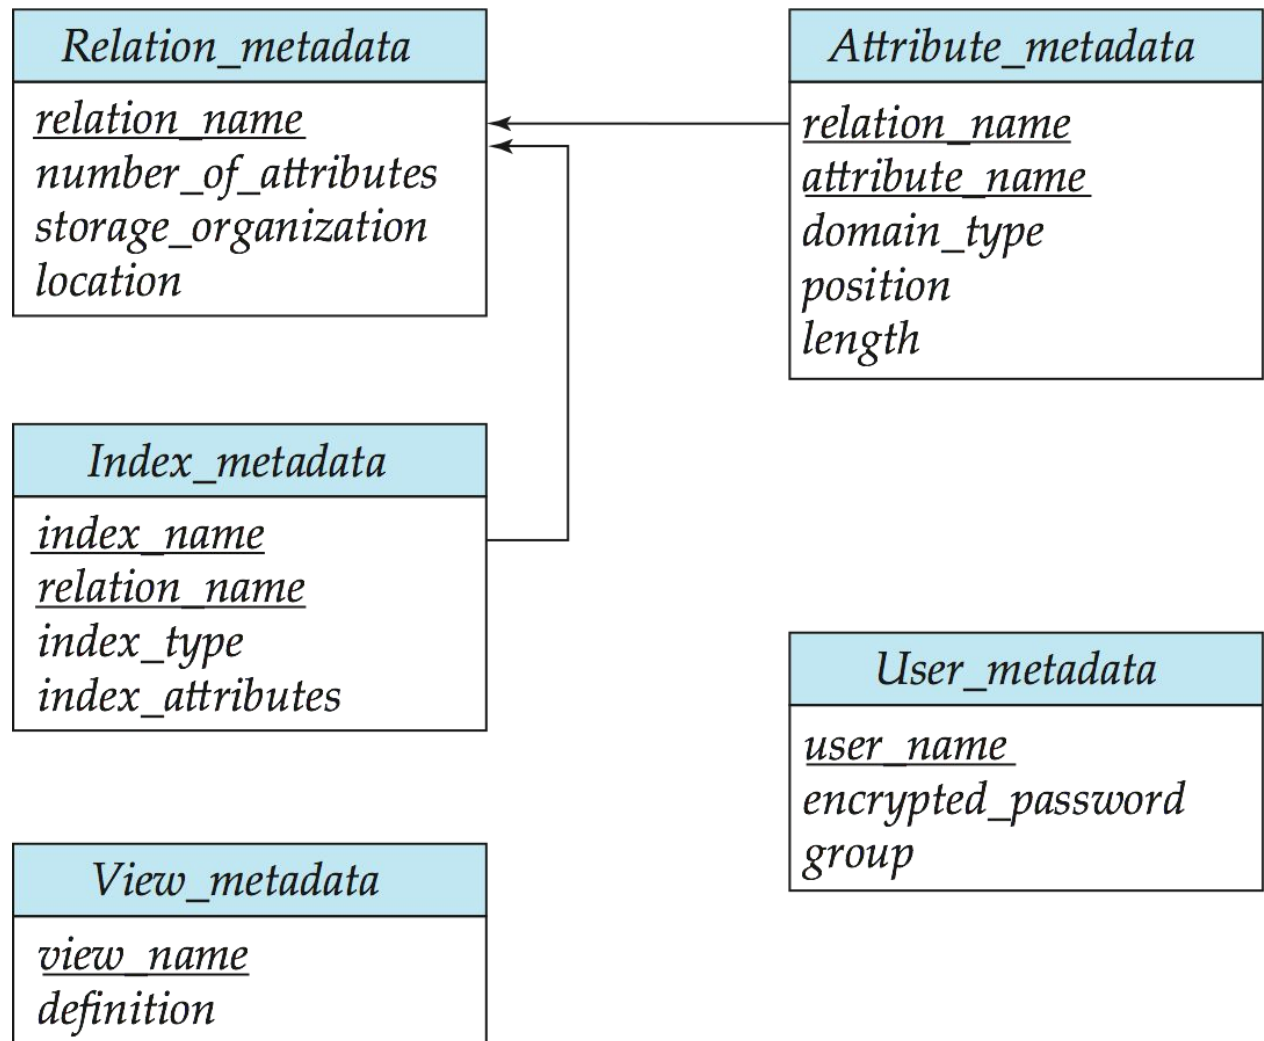 Relation_metadata
relation_name
number_of_attributes
storage_organization
location
Attribute_metadata
relation_name
attribute_name
domain_type
position
length
Index_metadata
index_name
relation_name
index_type
index_attributes
User_metadata
user_name
encrypted_password
group
View_metadata
view_name
definition